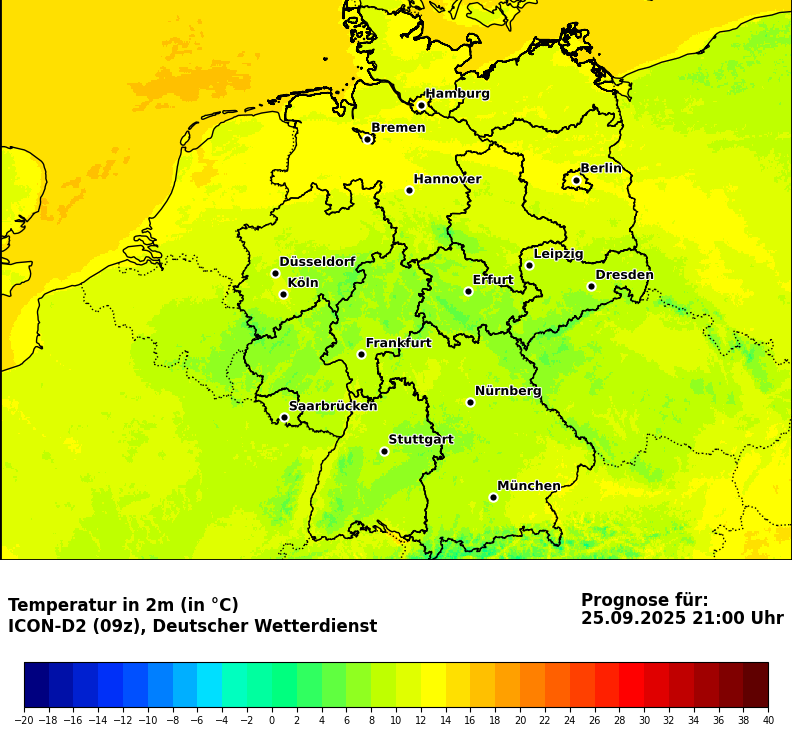 Hamburg
Bremen
Berlin
Hannover
Leipzig
Düsseldorf
Dresden
Köln
Erfurt
Frankfurt
Nürnberg
Saarbrücken
Stuttgart
München
Temperatur in 2m (in °C)
ICON-D2 (09z), Deutscher Wetterdienst
Prognose für:
25.09.2025 21:00 Uhr
−20 −18 −16 −14 −12 −10 −8 −6 −4 −2 0 2 4 6 8 10 12 14 16 18 20 22 24 26 28 30 32 34 36 38 40